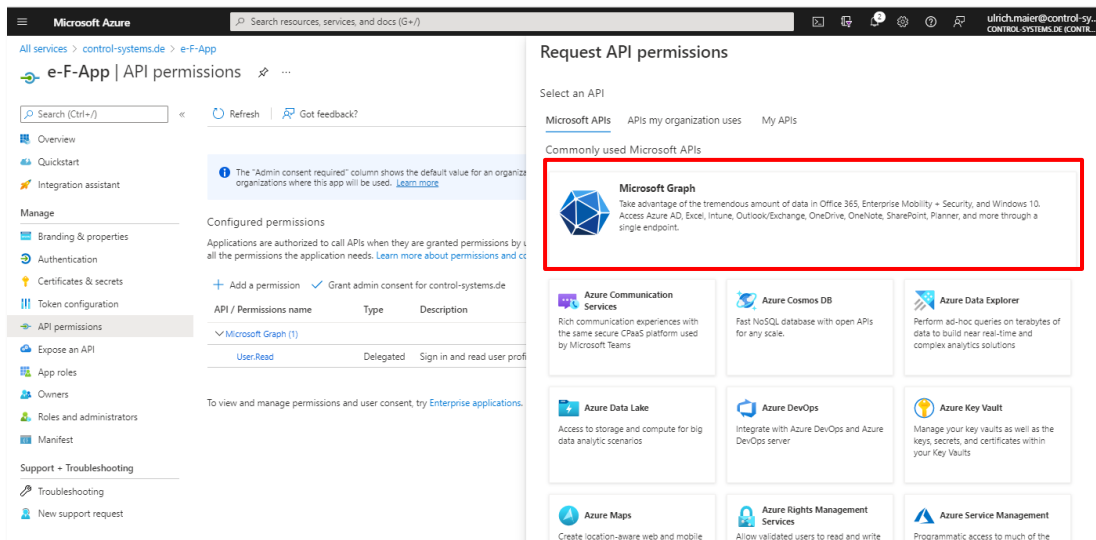 Microsoft Azure
Search resources, services, and docs (G+/)
2
ulrich.maier@control-sy...
CONTROL-SYSTEMS.DE (CONTR...
All services > control-systems.de > e-F-App
e-F-App | API permissions
Search (Ctrl+/)
Overview
Quickstart
Integration assistant
Manage
Branding & properties
Authentication
Certificates & secrets
Token configuration
API permissions
Expose an API
App roles
Owners
Roles and administrators
Manifest
Support + Troubleshooting
Troubleshooting
New support request
Refresh
Got feedback?
The "Admin consent required" column shows the default value for an organiza
organizations where this app will be used. Learn more
Configured permissions
Applications are authorized to call APIs when they are granted permissions by u
all the permissions the application needs. Learn more about permissions and co
Add a permission
Grant admin consent for control-systems.de
API / Permissions name Type Description
Microsoft Graph (1)
User.Read Delegated Sign in and read user profi
To view and manage permissions and user consent, try Enterprise applications.
Request API permissions
Select an API
Microsoft APIs APIs my organization uses My APIs
Commonly used Microsoft APIs
Microsoft Graph
Take advantage of the tremendous amount of data in Office 365, Enterprise Mobility + Security, and Windows 10.
Access Azure AD, Excel, Intune, Outlook/Exchange, OneDrive, OneNote, SharePoint, Planner, and more through a
single endpoint.
Azure Communication
Services
Rich communication experiences with
the same secure CPaaS platform used
by Microsoft Teams
Azure Cosmos DB
Fast NoSQL database with open APIs
for any scale.
Azure Data Explorer
Perform ad-hoc queries on terabytes of
data to build near real-time and
complex analytics solutions
Azure Data Lake
Access to storage and compute for big
data analytic scenarios
Azure DevOps
Integrate with Azure DevOps and Azure
DevOps server
Azure Key Vault
Manage your key vaults as well as the
keys, secrets, and certificates within
your Key Vaults
Azure Maps
Create location-aware web and mobile
Azure Rights Management
Services
Allow validated users to read and write
Azure Service Management
Programmatic access to much of the